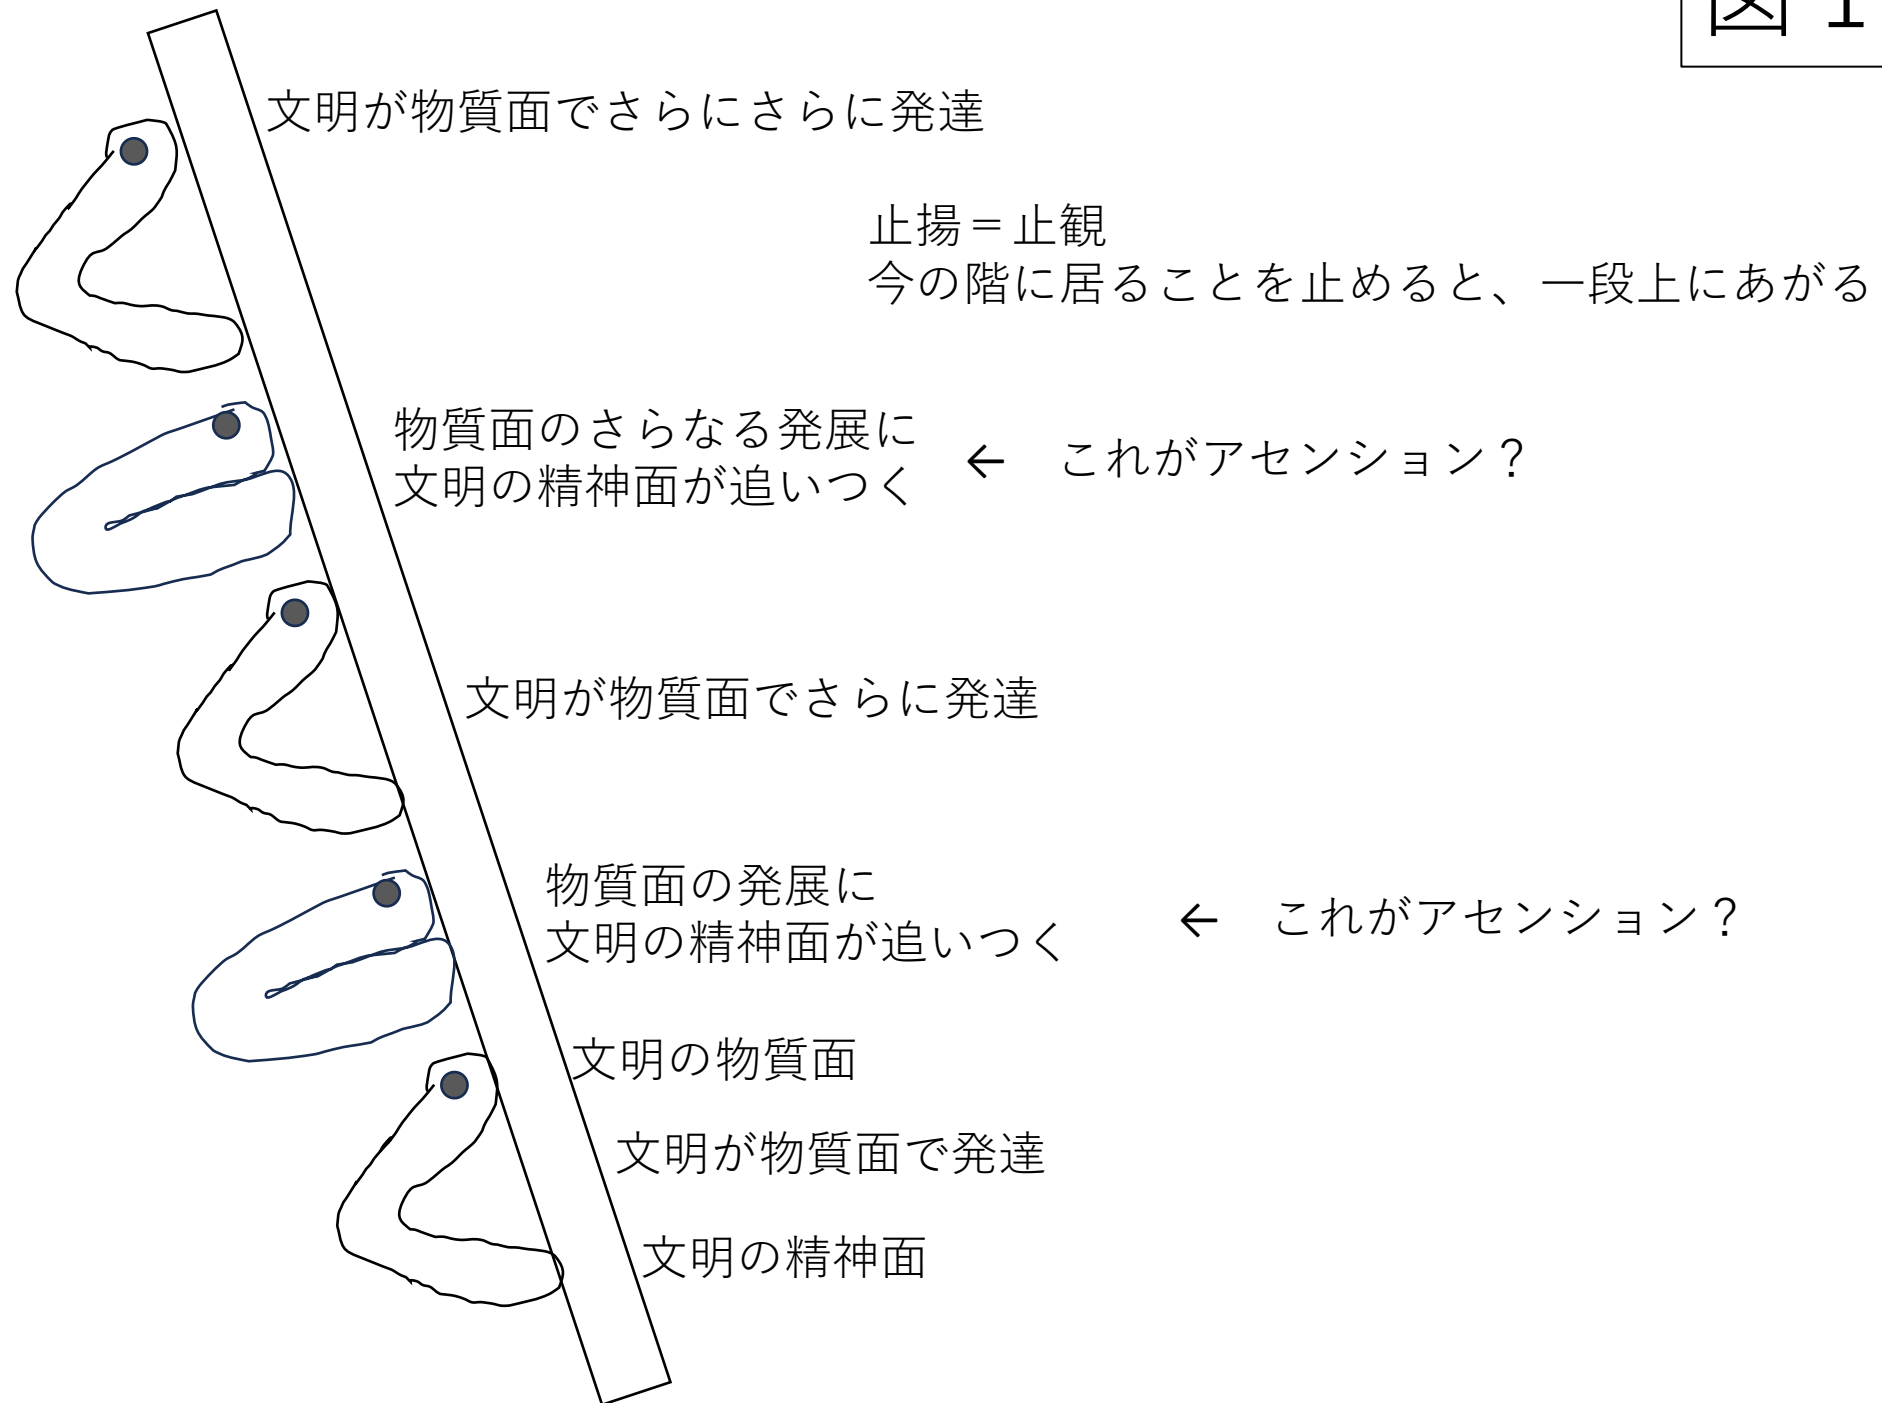 図 1
文明が物質面でさらにさらに発達
止揚＝止観
今の階に居ることを止めると、一段上にあがる
物質面のさらなる発展に
文明の精神面が追いつく
← これがアセンション？
文明が物質面でさらに発達
物質面の発展に
文明の精神面が追いつく
← これがアセンション？
文明の物質面
文明が物質面で発達
文明の精神面